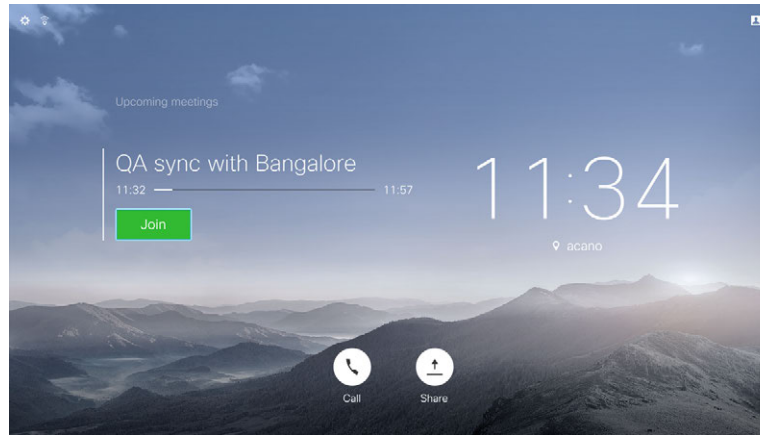 Upcoming meetings
QA sync with Bangalore
11:32 11:57
Join
11:34
acano
Call Share